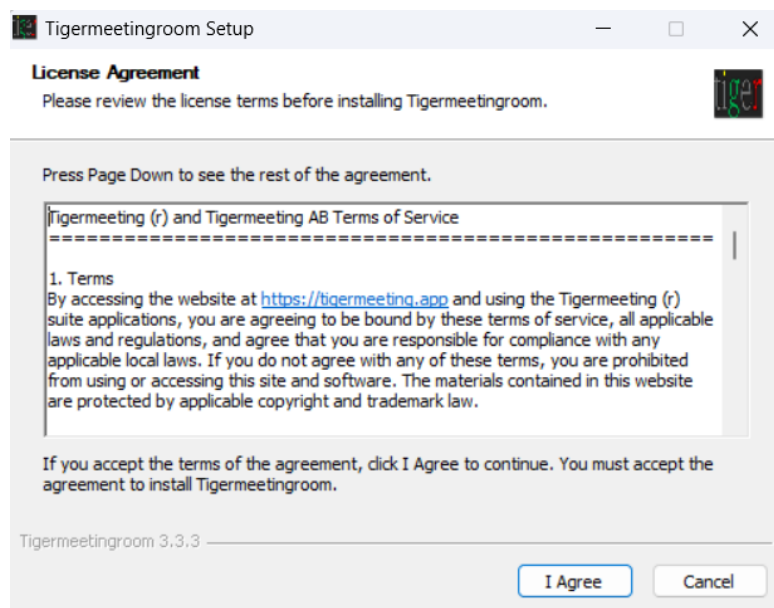 Tigermeetingroom Setup
License Agreement
Please review the license terms before installing Tigermeetingroom.
tiger
Press Page Down to see the rest of the agreement.
Tigermeeting (r) and Tigermeeting AB Terms of Service
=====================================================
1. Terms
By accessing the website at https://tigermeeting.app and using the Tigermeeting (r)
suite applications, you are agreeing to be bound by these terms of service, all applicable
laws and regulations, and agree that you are responsible for compliance with any
applicable local laws. If you do not agree with any of these terms, you are prohibited
from using or accessing this site and software. The materials contained in this website
are protected by applicable copyright and trademark law.
If you accept the terms of the agreement, click I Agree to continue. You must accept the
agreement to install Tigermeetingroom.
Tigermeetingroom 3.3.3
I Agree
Cancel